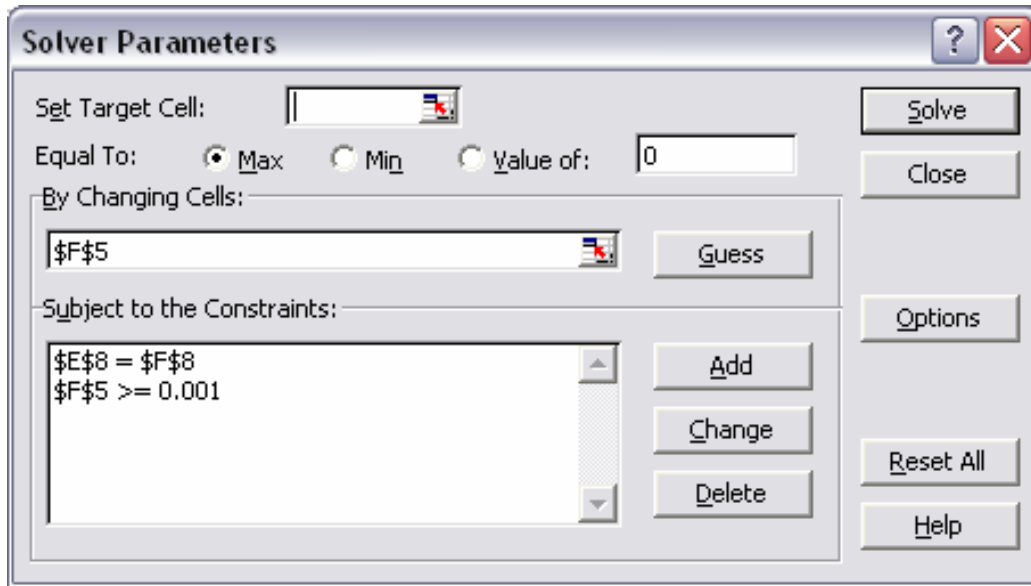 Solver Parameters
?
Set Target Cell:
Solve
Equal To: Max Min Value of: 0
Close
By Changing Cells:
$F$5
Guess
Subject to the Constraints:
Options
$E$8 = $F$8
Add
$F$5 >= 0.001
Change
Reset All
Delete
Help